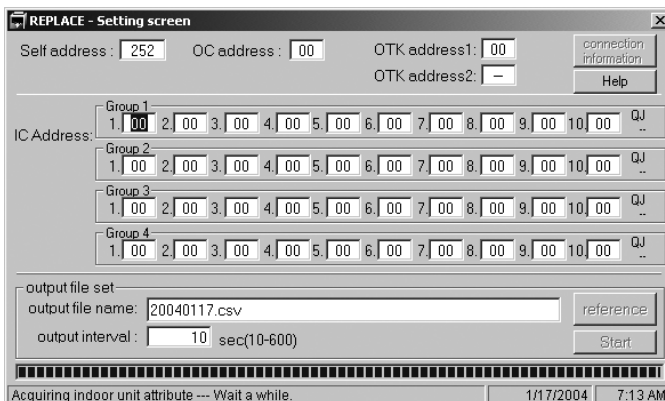 REPLACE - Setting screen
Self address : 252 OC address : 00 OTK address1: 00 connection information
OTK address2: – Help
IC Address:
Group 1
1. 00 2. 00 3. 00 4. 00 5. 00 6. 00 7. 00 8. 00 9. 00 10. 00 QJ --
Group 2
1. 00 2. 00 3. 00 4. 00 5. 00 6. 00 7. 00 8. 00 9. 00 10. 00 QJ --
Group 3
1. 00 2. 00 3. 00 4. 00 5. 00 6. 00 7. 00 8. 00 9. 00 10. 00 QJ --
Group 4
1. 00 2. 00 3. 00 4. 00 5. 00 6. 00 7. 00 8. 00 9. 00 10. 00 QJ --
output file set
output file name: 20040117.csv reference
output interval : 10 sec(10-600) Start
Acquiring indoor unit attribute --- Wait a while. 1/17/2004 7:13 AM